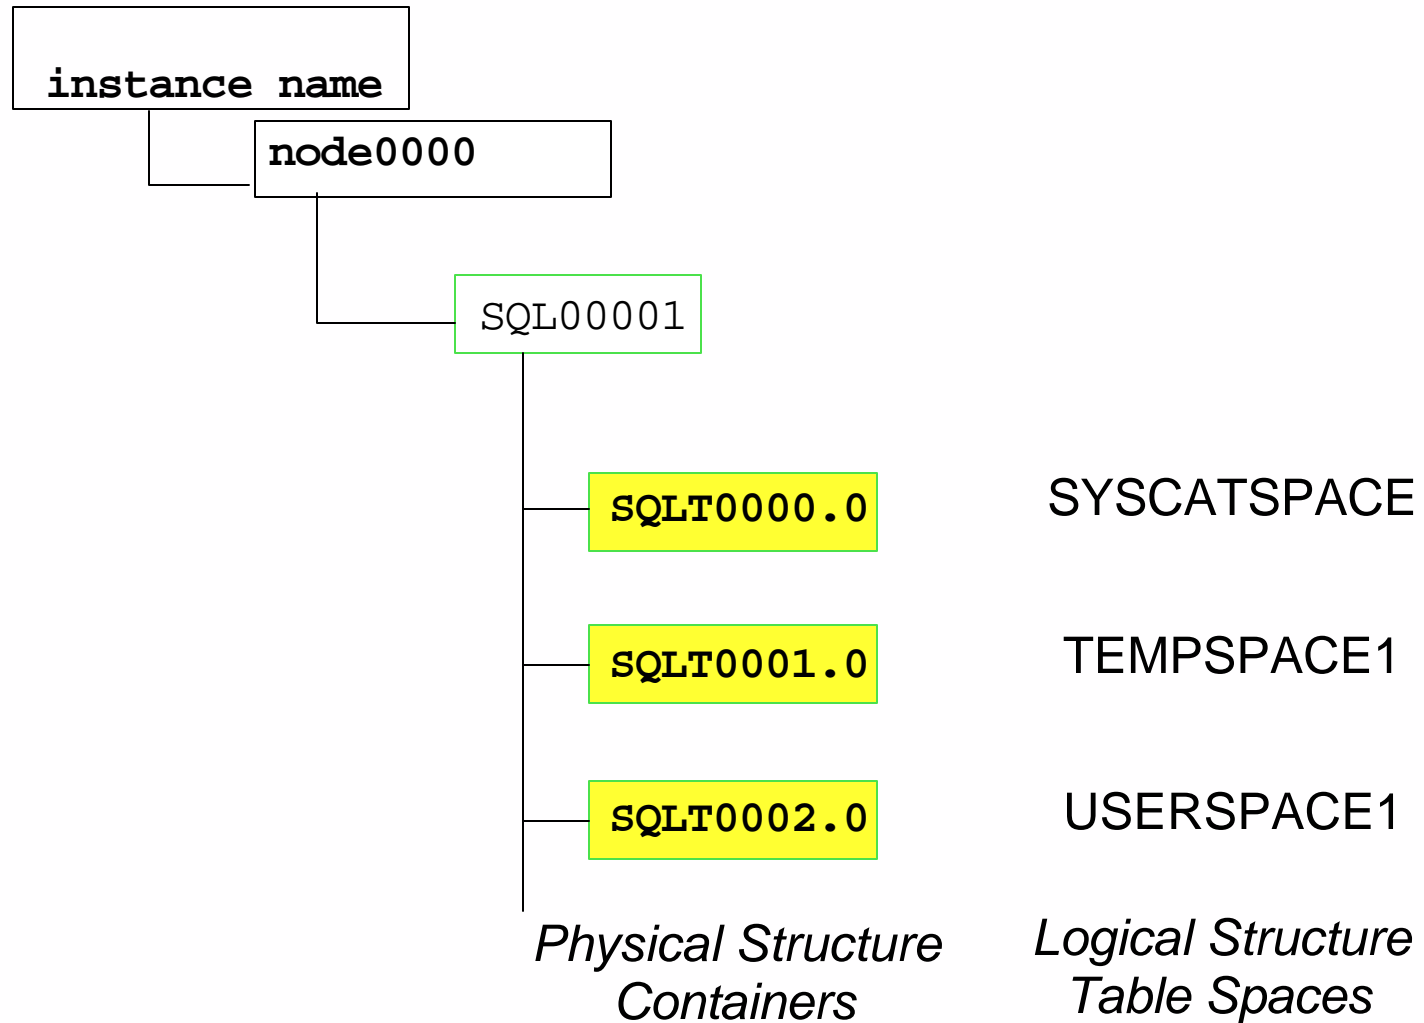 instance name
node0000
SQL00001
SQLT0000.0
SYSCATSPACE
SQLT0001.0
TEMPSPACE1
SQLT0002.0
USERSPACE1
Physical Structure
Containers
Logical Structure
Table Spaces